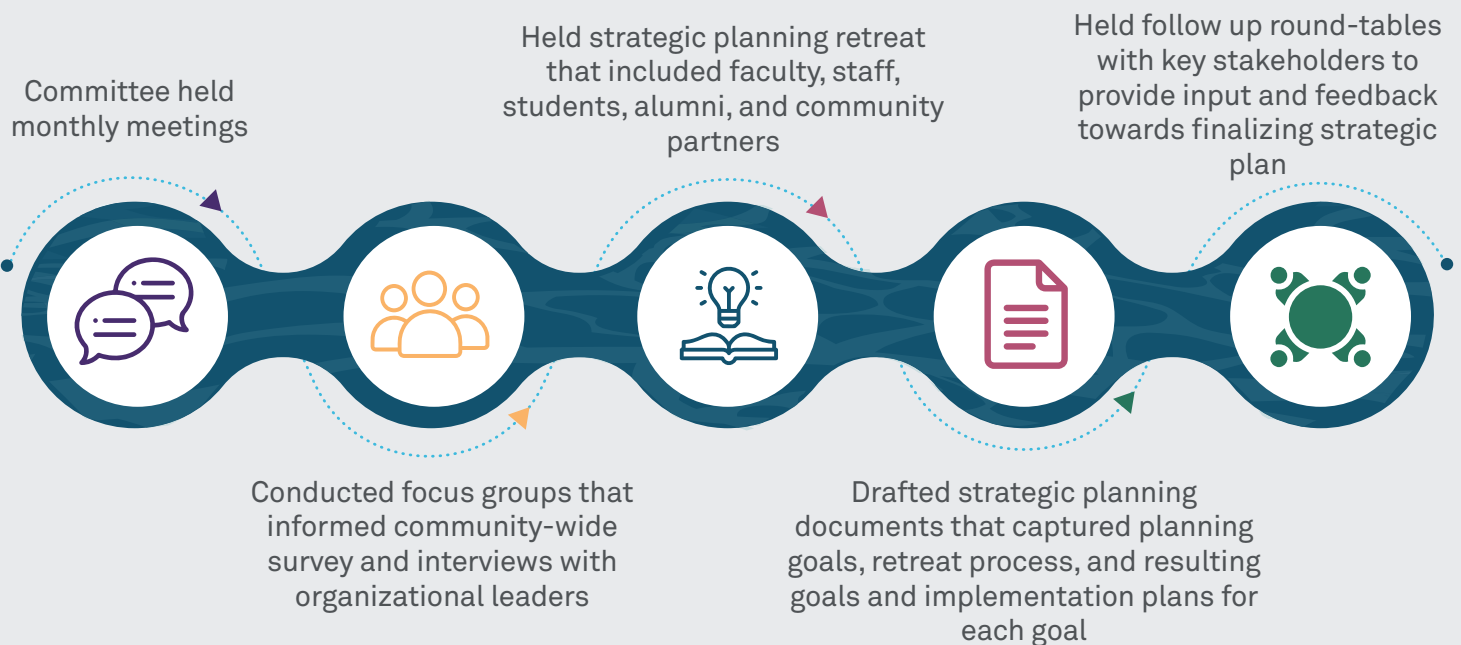 Committee held
monthly meetings
Conducted focus groups that
informed community-wide
survey and interviews with
organizational leaders
Held strategic planning retreat
that included faculty, staff,
students, alumni, and community
partners
Drafted strategic planning
documents that captured planning
goals, retreat process, and resulting
goals and implementation plans for
each goal
Held follow up round-tables
with key stakeholders to
provide input and feedback
towards finalizing strategic
plan